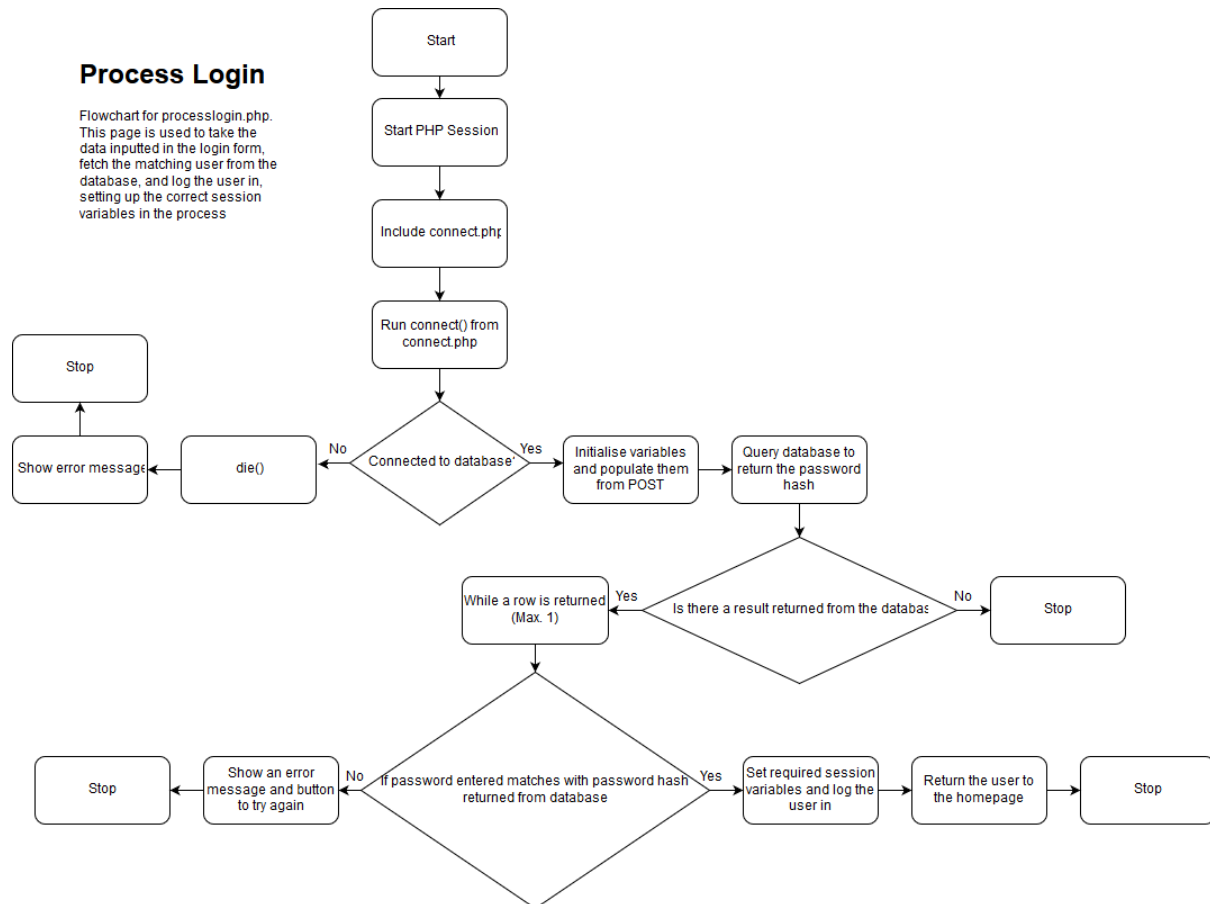 Start
Process Login
Flowchart for processlogin.php.
This page is used to take the
data inputted in the login form,
fetch the matching user from the
database, and log the user in,
setting up the correct session
variables in the process
Start PHP Session
Include connect.php
Run connect() from
connect.php
Stop
Show error message
die()
No
Connected to database?
Yes
Initialise variables
and populate them
from POST
Query database to
return the password
hash
While a row is returned
(Max. 1)
Yes
Is there a result returned from the databas
No
Stop
Stop
Show an error
message and button
to try again
No
If password entered matches with password hash
returned from database
Yes
Set required session
variables and log the
user in
Return the user to
the homepage
Stop